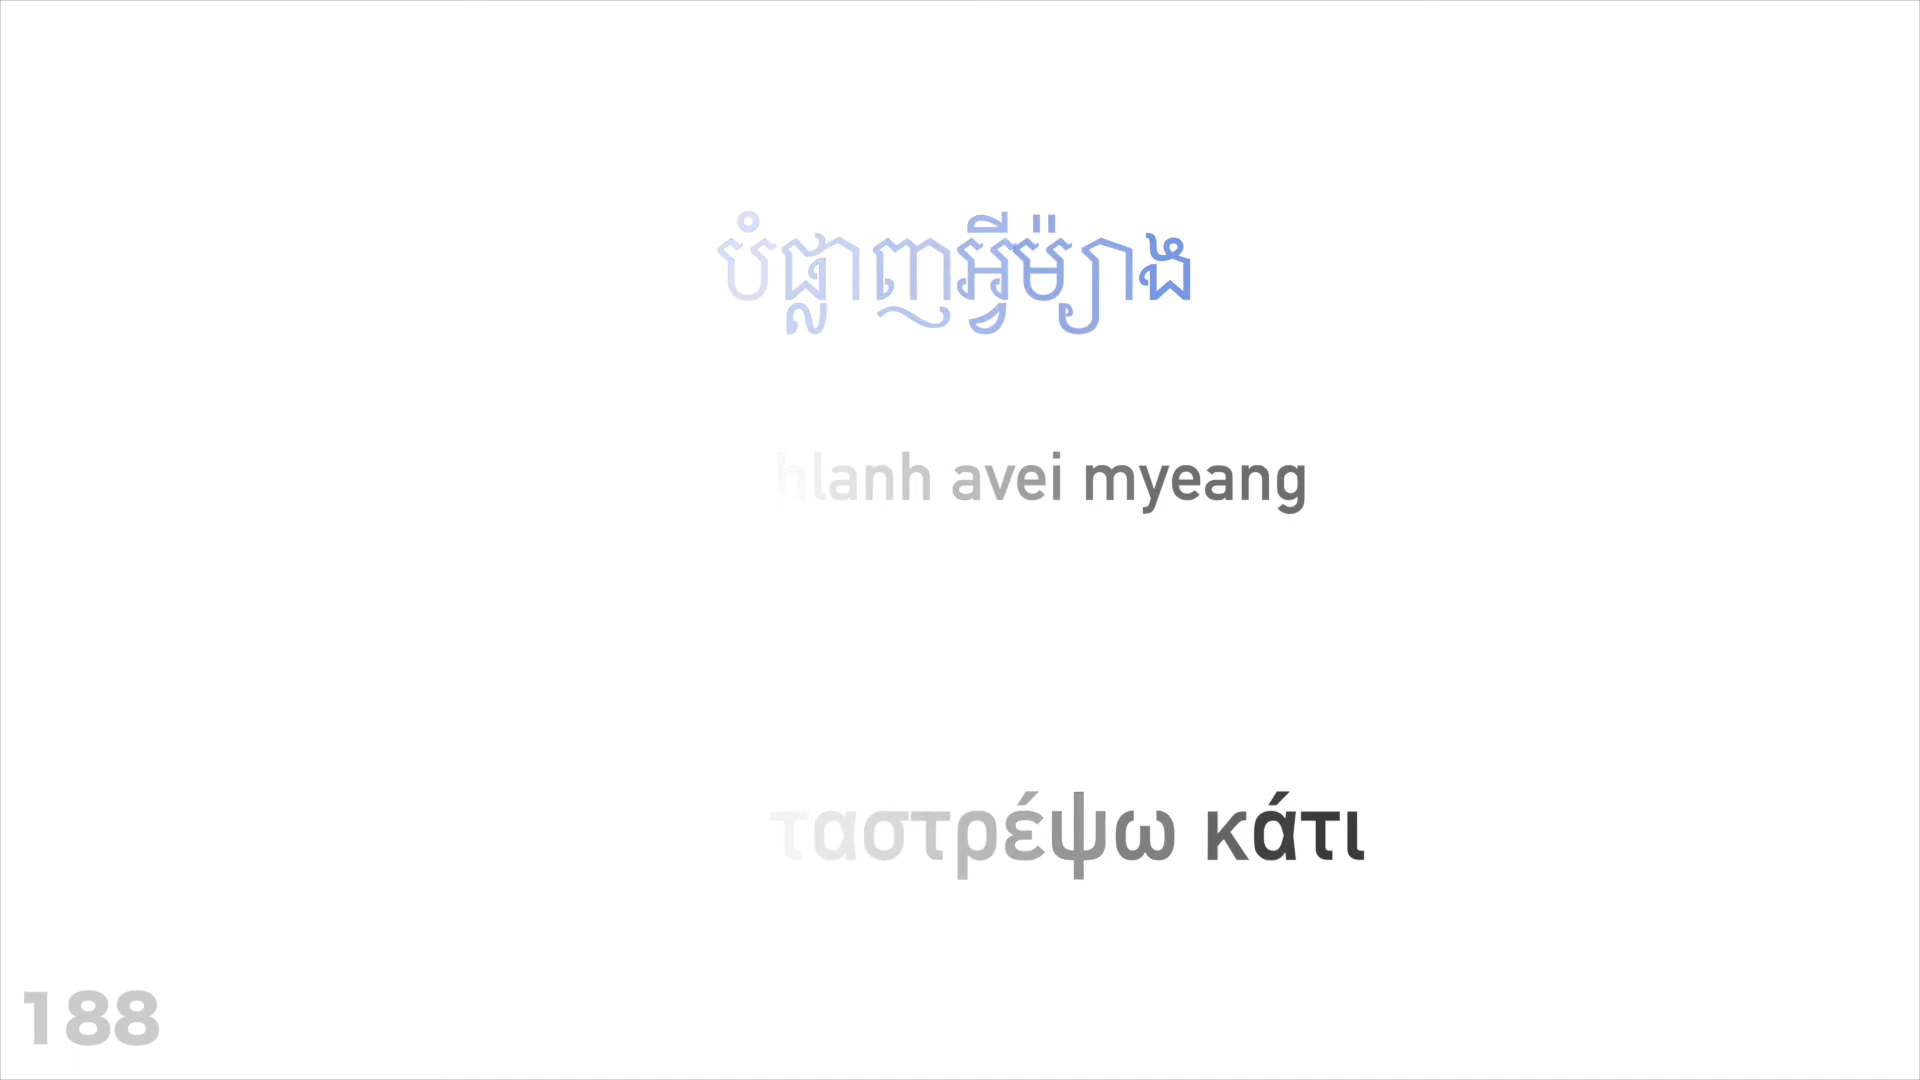 បំផ្លាញអ្វីម៉្យាង
hlanh avei myeang
ταστρέψω κάτι
188